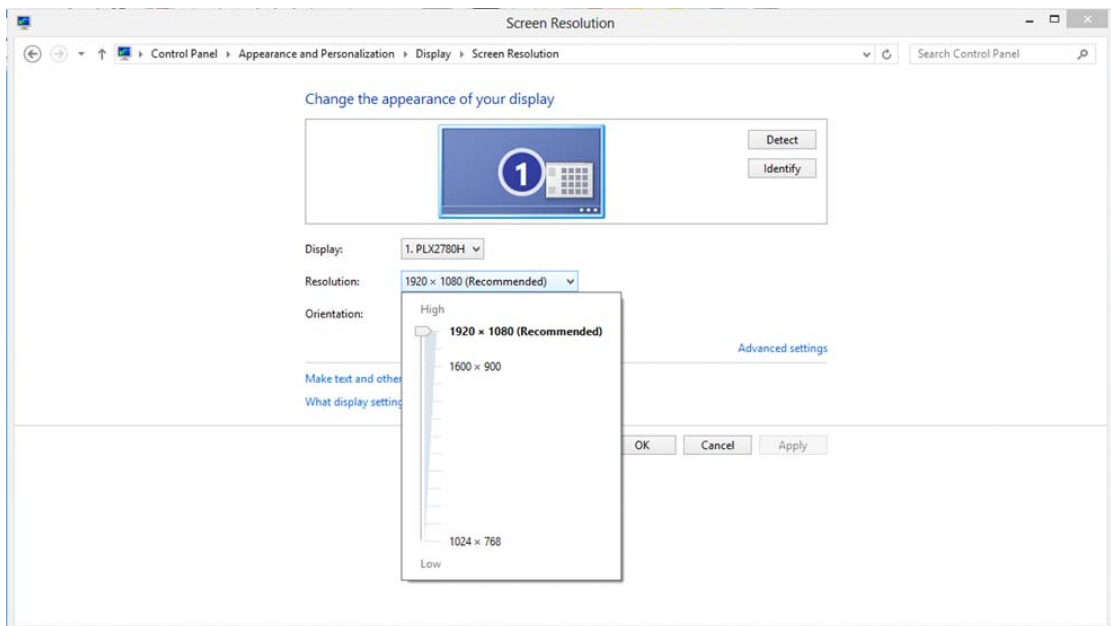 Screen Resolution
Control Panel Appearance and Personalization Display Screen Resolution
Search Control Panel
Change the appearance of your display
1
Detect
Identify
Display: 1. PLX2780H
Resolution: 1920 × 1080 (Recommended)
Orientation:
High
1920 × 1080 (Recommended)
1600 × 900
1024 × 768
Low
Advanced settings
Make text and other
What display setting
OK Cancel Apply